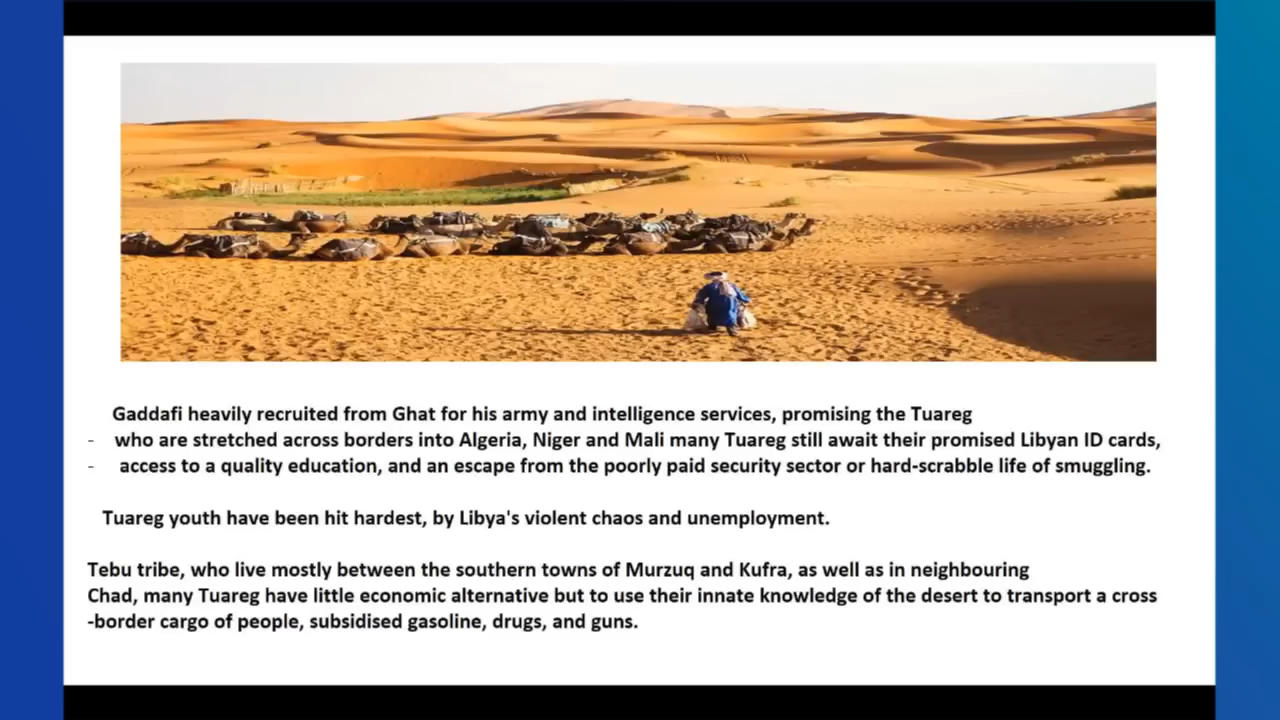 Gaddafi heavily recruited from Ghat for his army and intelligence services, promising the Tuareg
- who are stretched across borders into Algeria, Niger and Mali many Tuareg still await their promised Libyan ID cards,
- access to a quality education, and an escape from the poorly paid security sector or hard-scrabble life of smuggling.
Tuareg youth have been hit hardest, by Libya's violent chaos and unemployment.
Tebu tribe, who live mostly between the southern towns of Murzuq and Kufra, as well as in neighbouring
Chad, many Tuareg have little economic alternative but to use their innate knowledge of the desert to transport a cross
-border cargo of people, subsidised gasoline, drugs, and guns.